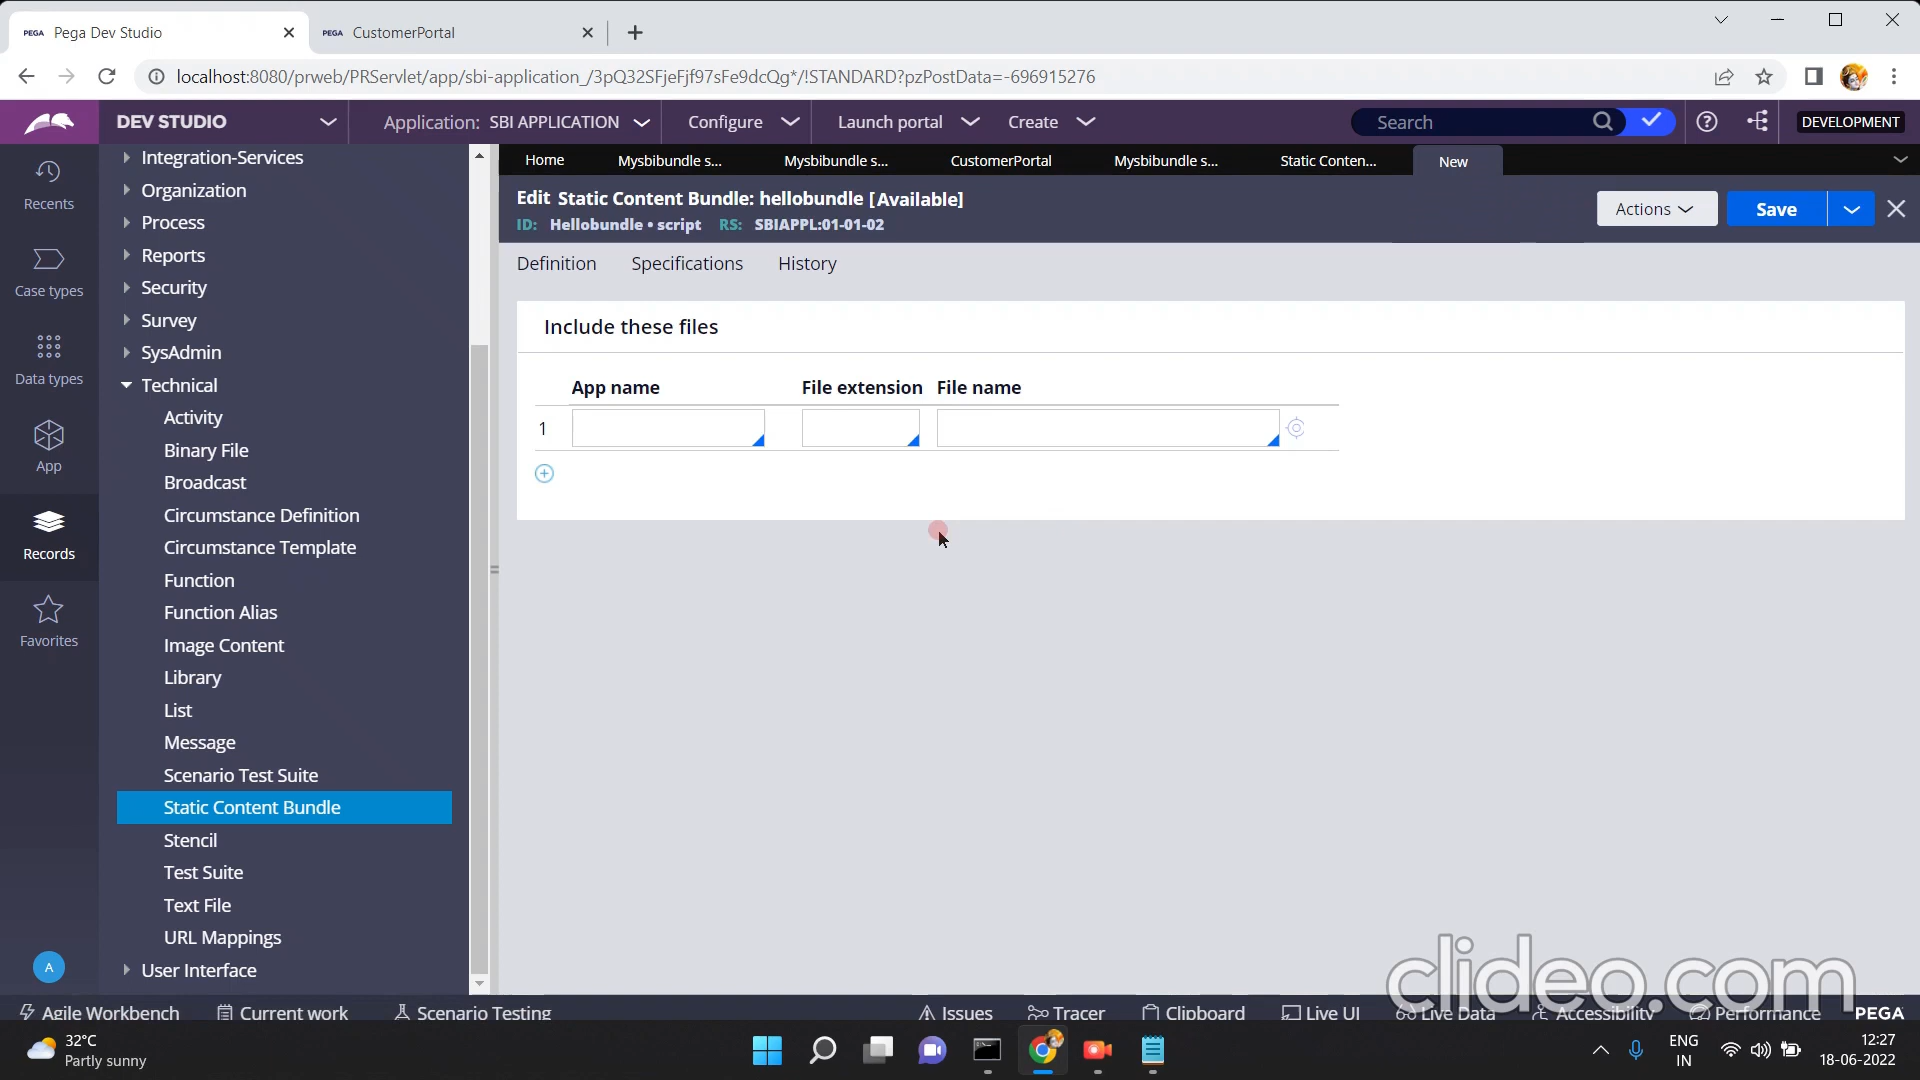 PEGA Pega Dev Studio
PEGA CustomerPortal
localhost:8080/prweb/PRServlet/app/sbi-application_/3pQ32SFjeFjf97sFe9dcQg*/!STANDARD?pzPostData=-696915276
DEV STUDIO
Application: SBI APPLICATION
Configure
Launch portal
Create
Search
DEVELOPMENT
Recents
Case types
Data types
App
Records
Favorites
A
Integration-Services
Organization
Process
Reports
Security
Survey
SysAdmin
Technical
Activity
Binary File
Broadcast
Circumstance Definition
Circumstance Template
Function
Function Alias
Image Content
Library
List
Message
Scenario Test Suite
Static Content Bundle
Stencil
Test Suite
Text File
URL Mappings
User Interface
Home
Mysbibundle s...
Mysbibundle s...
CustomerPortal
Mysbibundle s...
Static Conten...
New
Edit Static Content Bundle: hellobundle [Available]
ID: Hellobundle • script RS: SBIAPPL:01-01-02
Actions
Save
Definition
Specifications
History
Include these files
App name
File extension
File name
1
clideo.com
Agile Workbench
Current work
Scenario Testing
Issues
Tracer
Clipboard
Live UI
Live Data
Accessibility
Performance
PEGA
32°C
Partly sunny
ENG
IN
12:27
18-06-2022